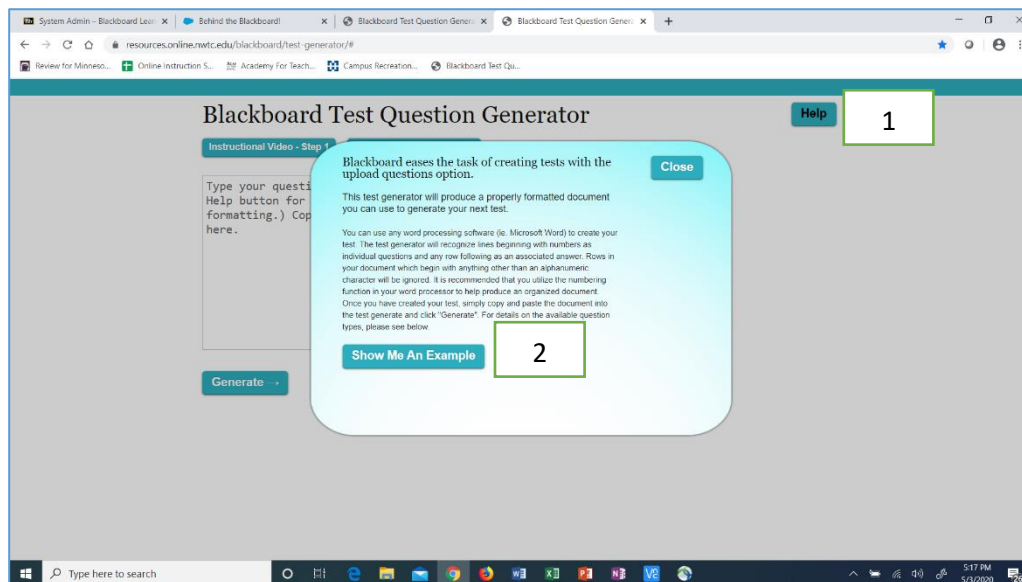 System Admin – Blackboard Lear
Behind the Blackboard!
Blackboard Test Question Genera
Blackboard Test Question Genera
resources.online.nwtc.edu/blackboard/test-generator/#
Review for Minneso...
Online Instruction S...
Academy For Teach...
Campus Recreation...
Blackboard Test Qu...
Blackboard Test Question Generator
Help
1
Instructional Video - Step 1
Type your questi
Help button for
formatting.) Cop
here.
Generate →
Blackboard eases the task of creating tests with the
upload questions option.
Close
This test generator will produce a properly formatted document
you can use to generate your next test.
You can use any word processing software (ie. Microsoft Word) to create your
test. The test generator will recognize lines beginning with numbers as
individual questions and any row following as an associated answer. Rows in
your document which begin with anything other than an alphanumeric
character will be ignored. It is recommended that you utilize the numbering
function in your word processor to help produce an organized document.
Once you have created your test, simply copy and paste the document into
the test generate and click "Generate". For details on the available question
types, please see below.
Show Me An Example
2
Type here to search
5:17 PM
5/3/2020